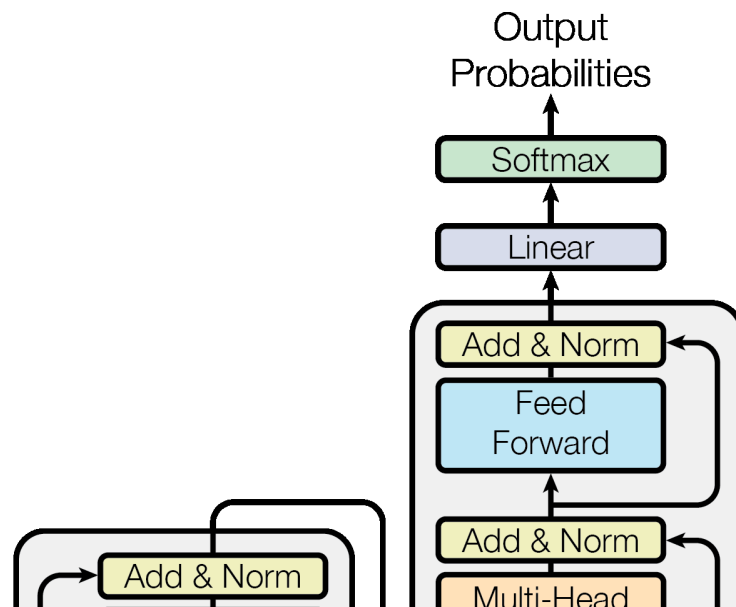 Output
Probabilities
Softmax
Linear
Add & Norm
Feed
Forward
Add & Norm
Add & Norm
Multi-Head